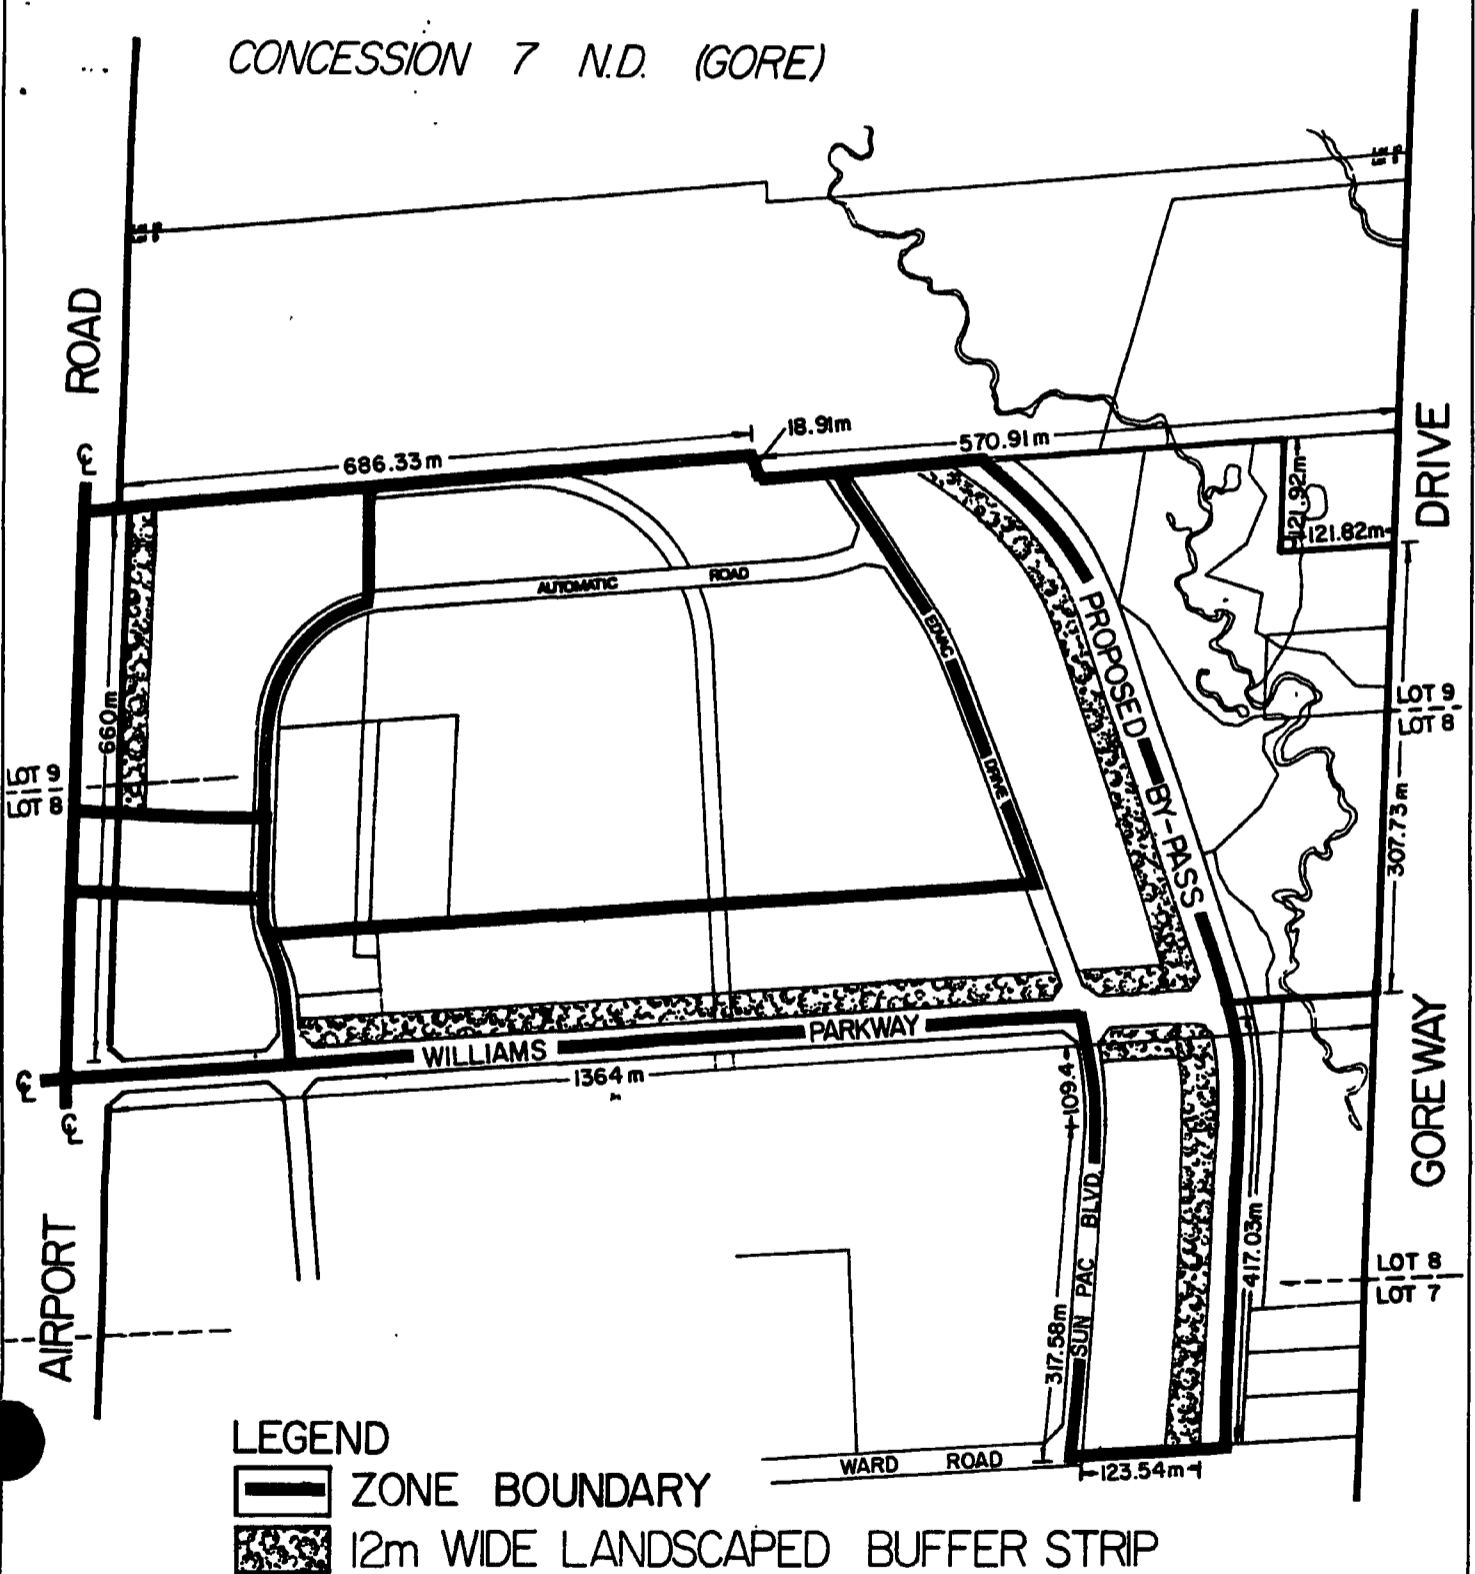 CONCESSION 7 N.D. (GORE)
ROAD
DRIVE
18.91m
686.33m
570.91m
121.92m
121.82m
AUTOMATIC ROAD
EDVAC
DRIVE
PROPOSED
BY-PASS
660m
LOT 9
LOT 8
LOT 9
LOT 8
307.73m
PARKWAY
WILLIAMS
1364m
109.4
GOREWAY
AIRPORT
SUN PAC BLVD.
417.03m
317.58m
LOT 8
LOT 7
WARD ROAD
123.54m
LEGEND
ZONE BOUNDARY
12m WIDE LANDSCAPED BUFFER STRIP